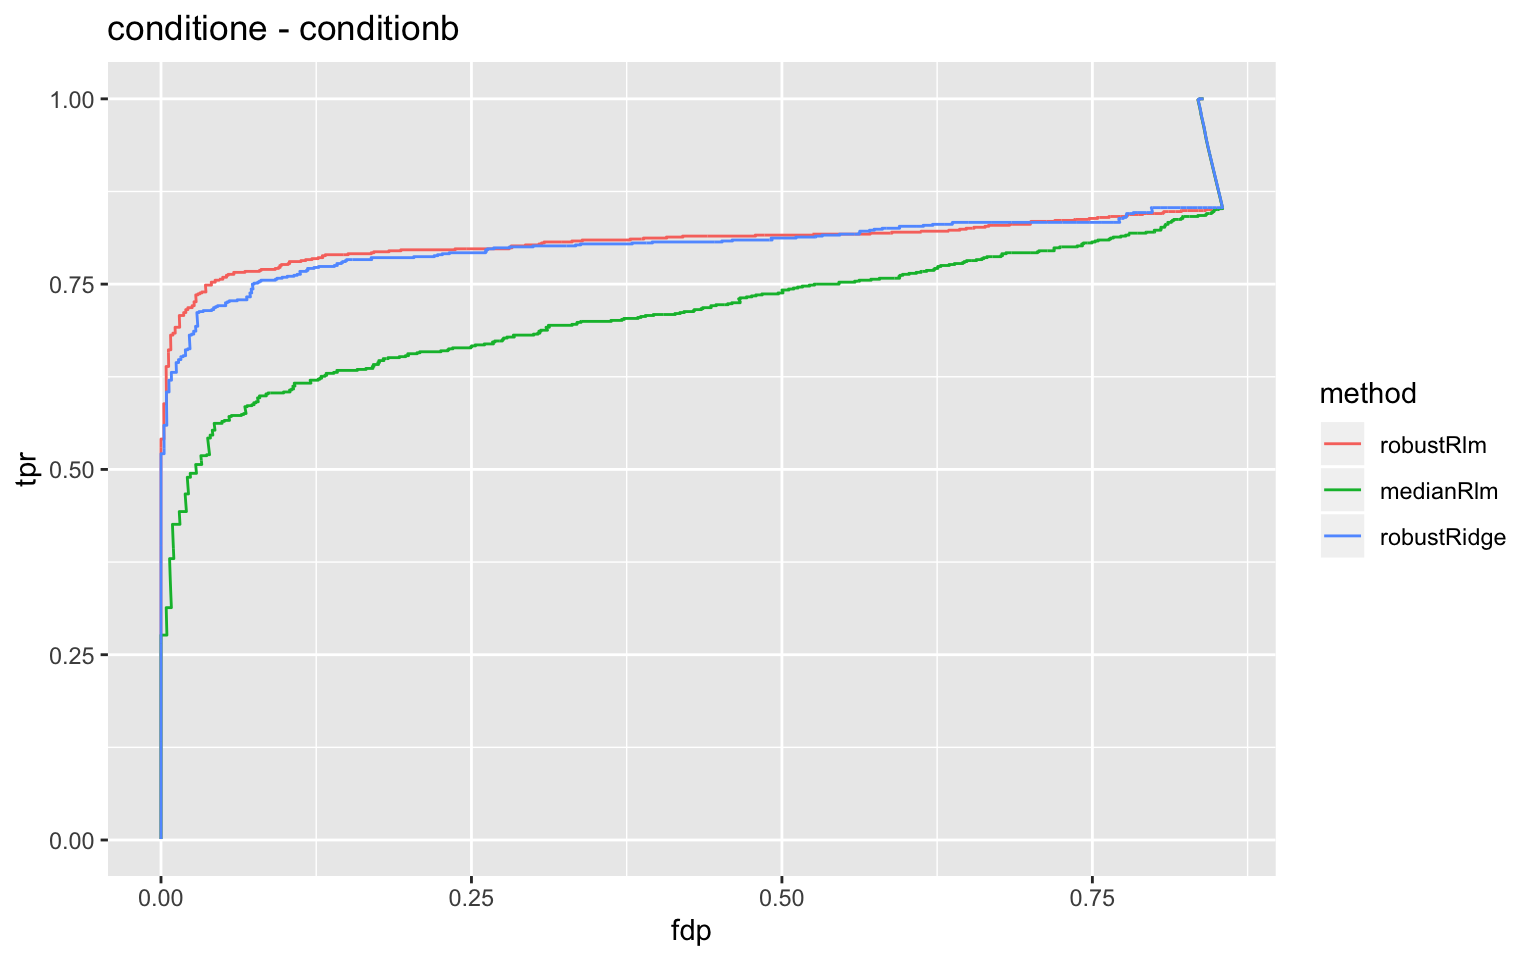 conditione - conditionb
1.00
0.75
0.50
0.25
0.00
tpr
0.00 0.25 0.50 0.75
fdp
method
robustRlm
medianRlm
robustRidge